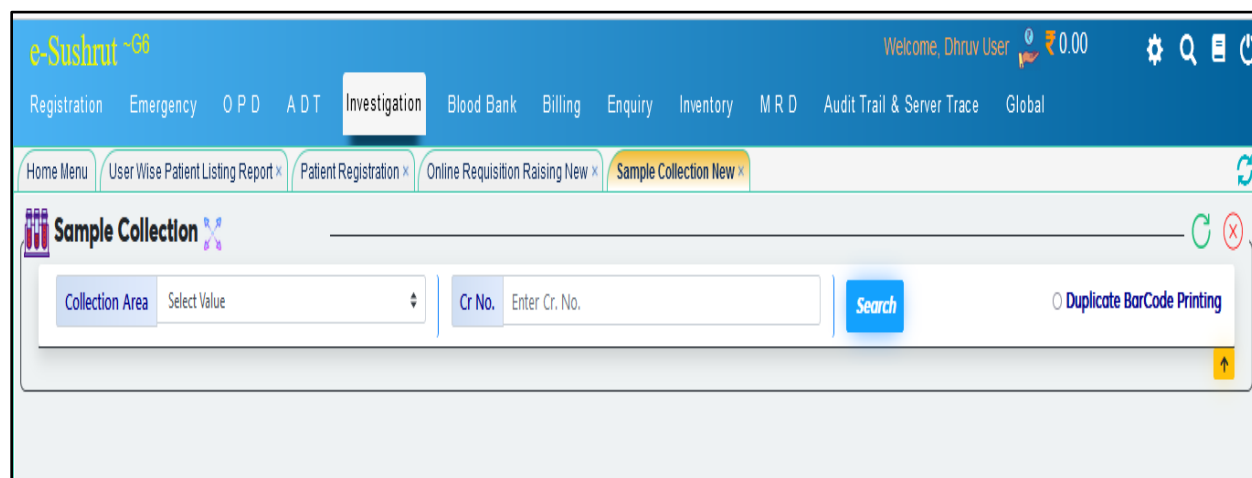 e-Sushrut ~G6
Welcome, Dhruv User ₹ 0.00
Registration Emergency O P D A D T Investigation Blood Bank Billing Enquiry Inventory M R D Audit Trail & Server Trace Global
Home Menu User Wise Patient Listing Report × Patient Registration × Online Requisition Raising New × Sample Collection New ×
Sample Collection
Collection Area Select Value Cr No. Enter Cr. No. Search Duplicate BarCode Printing